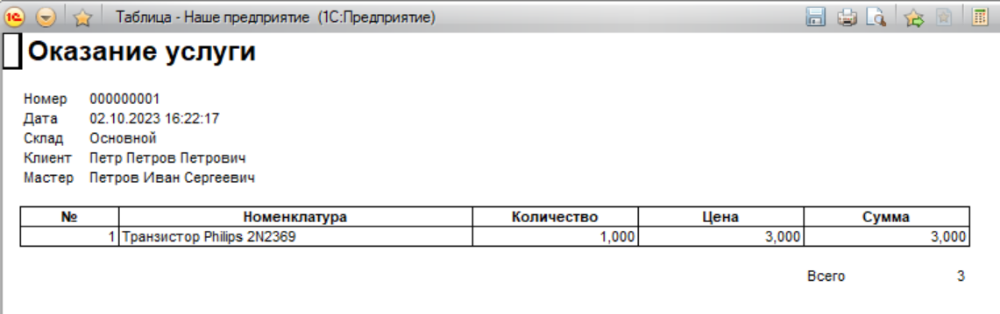 1С Таблица - Наше предприятие (1С:Предприятие)
Оказание услуги
Номер 000000001
Дата 02.10.2023 16:22:17
Склад Основной
Клиент Петр Петров Петрович
Мастер Петров Иван Сергеевич
№ Номенклатура Количество Цена Сумма
1 Транзистор Philips 2N2369 1,000 3,000 3,000
Всего 3